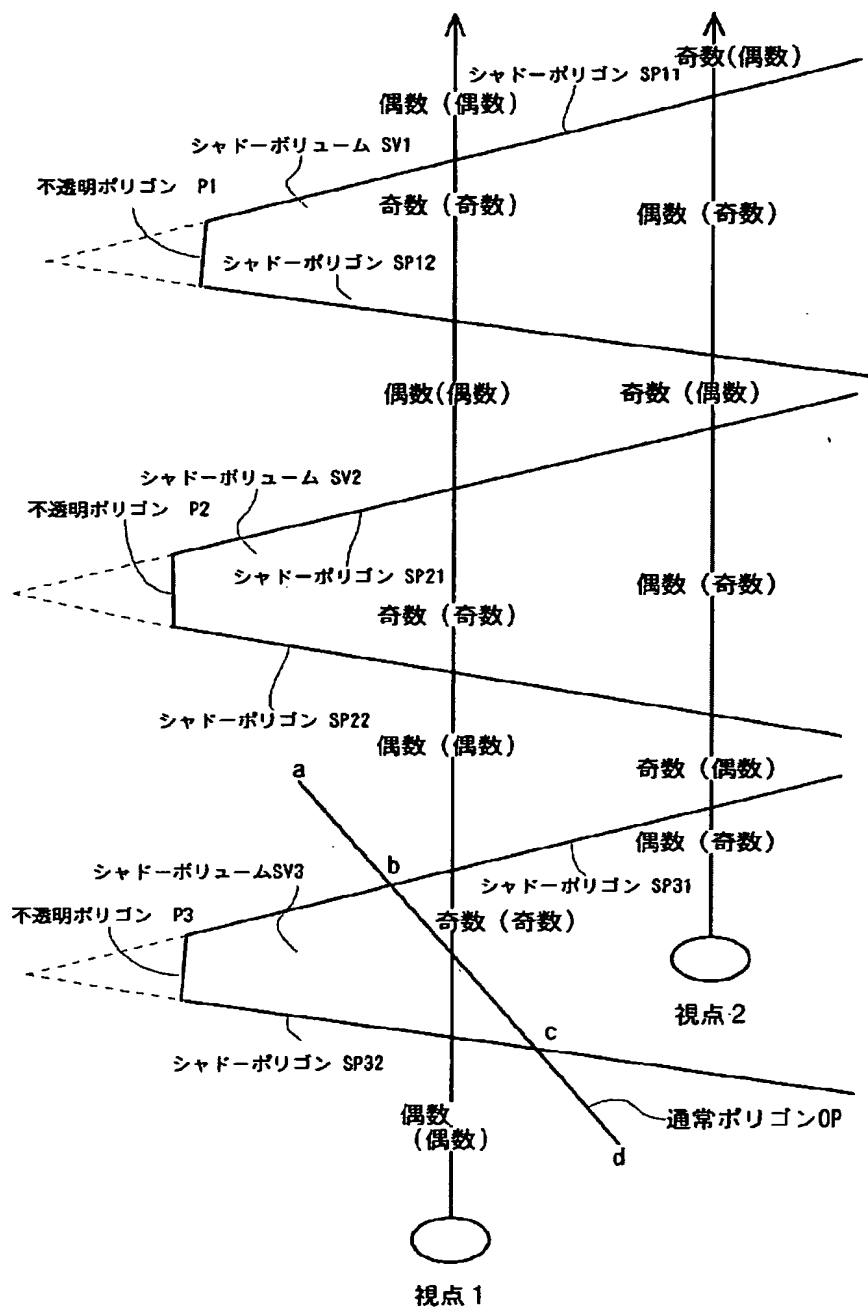 奇数(偶数)
シャドーポリゴン SP11
偶数 (偶数)
シャドーボリューム SV1
不透明ポリゴン P1
奇数 (奇数)
偶数 (奇数)
シャドーポリゴン SP12
偶数(偶数)
奇数 (偶数)
シャドーボリューム SV2
不透明ポリゴン P2
シャドーポリゴン SP21
偶数 (奇数)
奇数 (奇数)
シャドーポリゴン SP22
偶数 (偶数)
a
奇数 (偶数)
偶数 (奇数)
b
シャドーボリュームSV3
シャドーポリゴン SP31
不透明ポリゴン P3
奇数 (奇数)
視点2
c
シャドーポリゴン SP32
偶数
(偶数)
通常ポリゴンOP
d
視点1